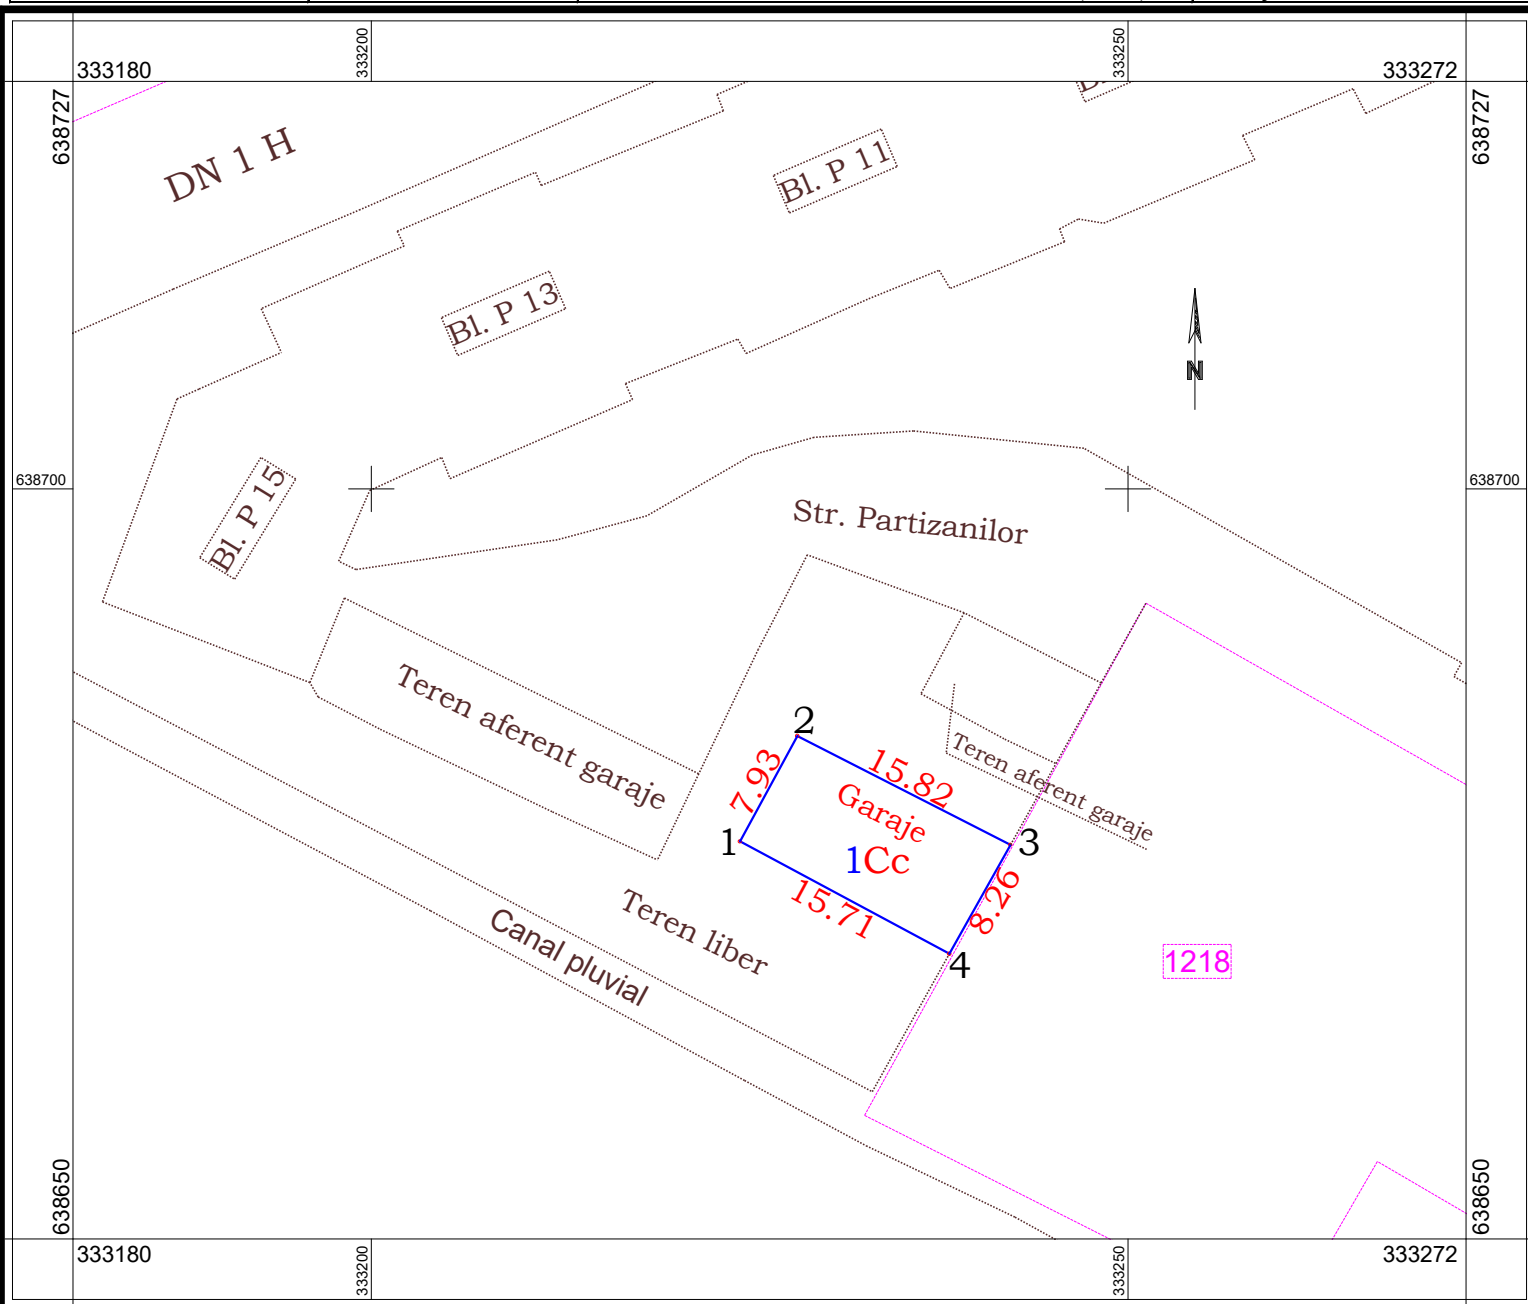 333200
333250
333180
333272
638727
638727
DN 1 H
Bl. P 11
Bl. P 13
N
638700
638700
Bl. P 15
Str. Partizanilor
Teren aferent garaje
2
15.82
7.93
Teren aferent garaje
Garaje
1
3
1Cc
8.26
15.71
Teren liber
Canal pluvial
4
1218
638650
638650
333180
333272
333200
333250